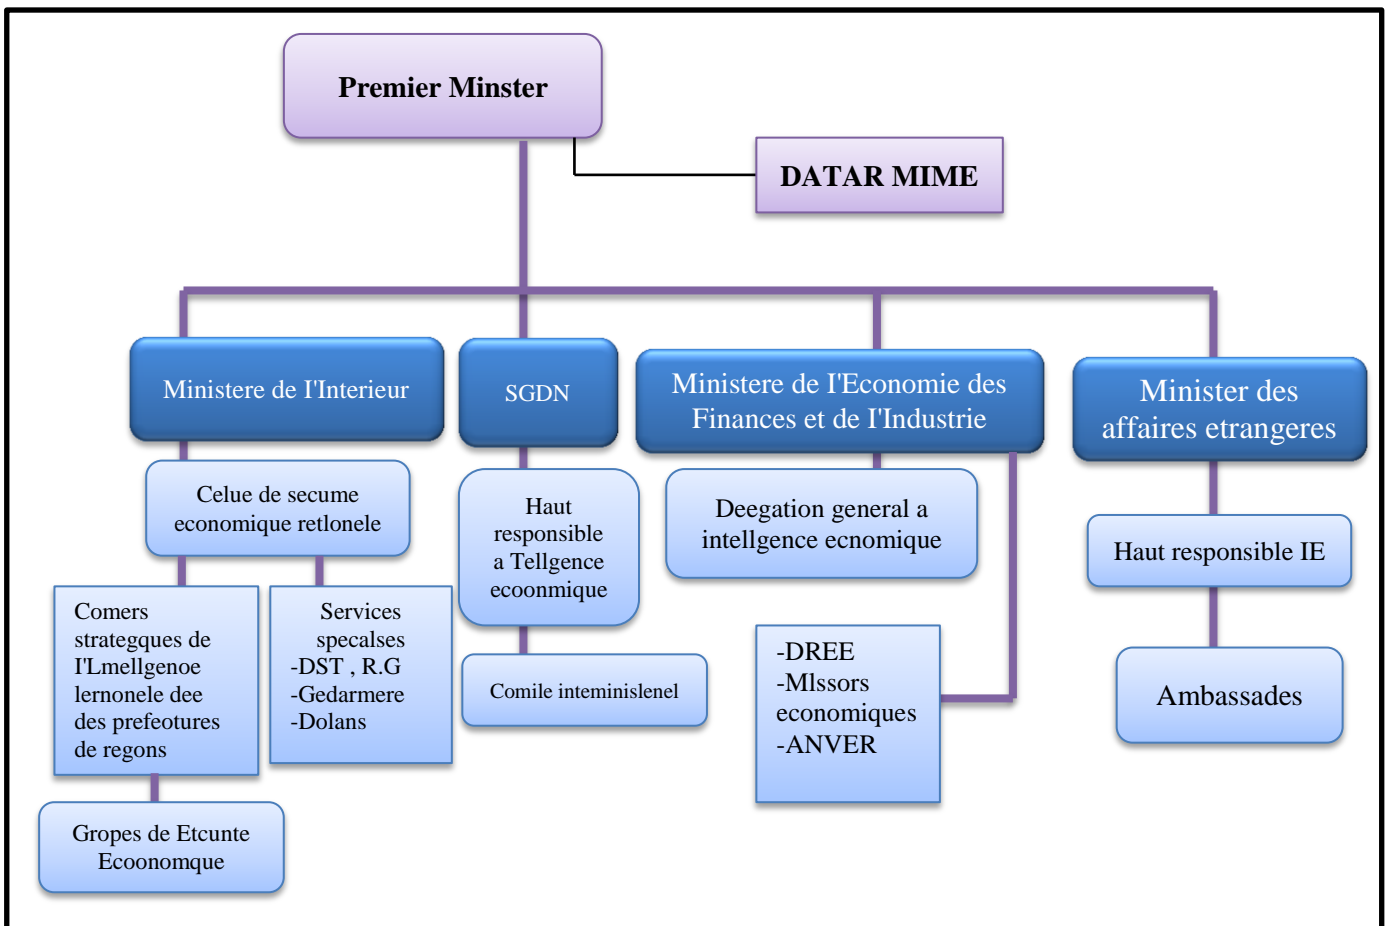 Premier Minster
DATAR MIME
Ministere de I'Interieur
SGDN
Ministere de I'Economie des
Finances et de I'Industrie
Minister des
affaires etrangeres
Celue de secume
economique retlonele
Haut
responsible
a Tellgence
ecoonmique
Deegation general a
intellgence ecnomique
Haut responsible IE
Comers
strategques de
I'Lmellgenoe
lernonele dee
des prefeotures
de regons
Services
specalses
-DST , R.G
-Gedarmere
-Dolans
Comile inteminislenel
-DREE
-Mlssors
economiques
-ANVER
Ambassades
Gropes de Etcunte
Ecoonomque